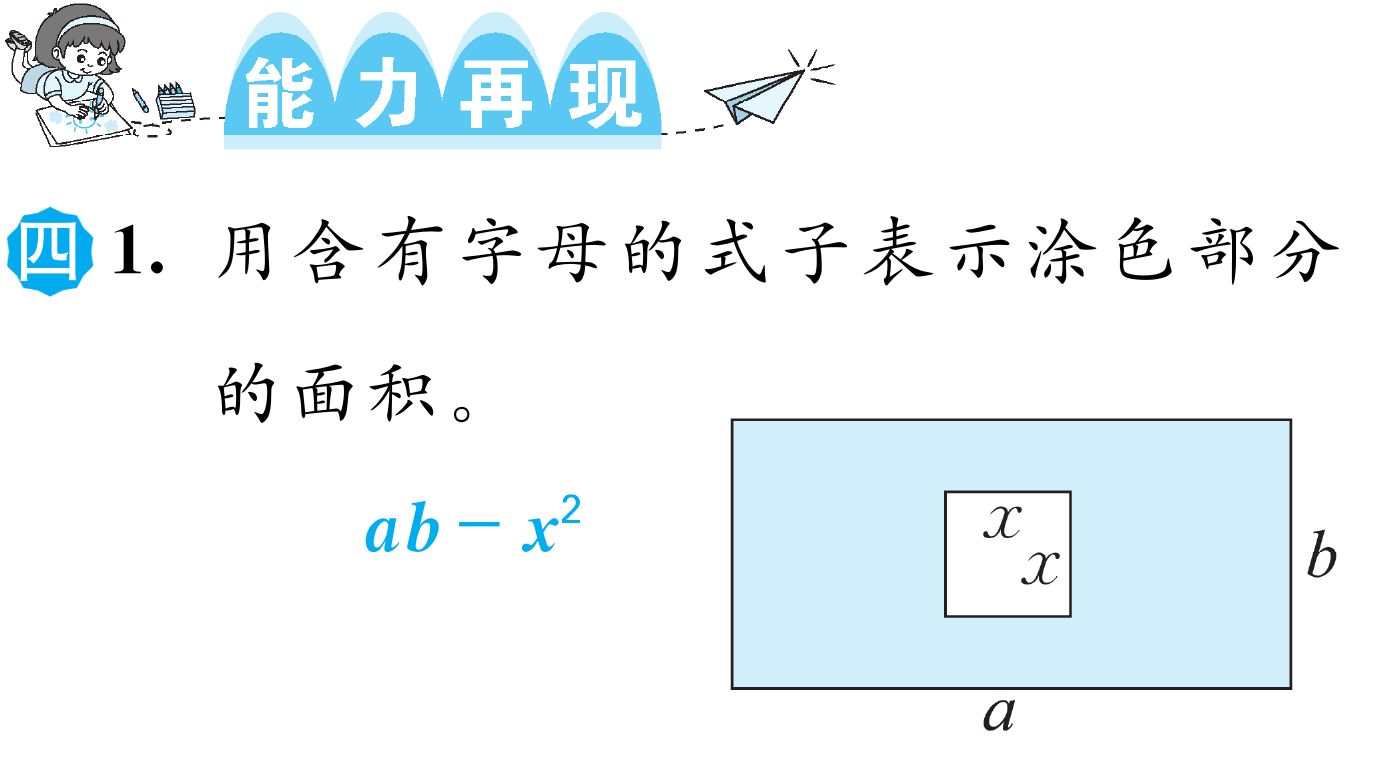 能力再现
四 1. 用含有字母的式子表示涂色部分
的面积。
ab - x²
x
x
b
a